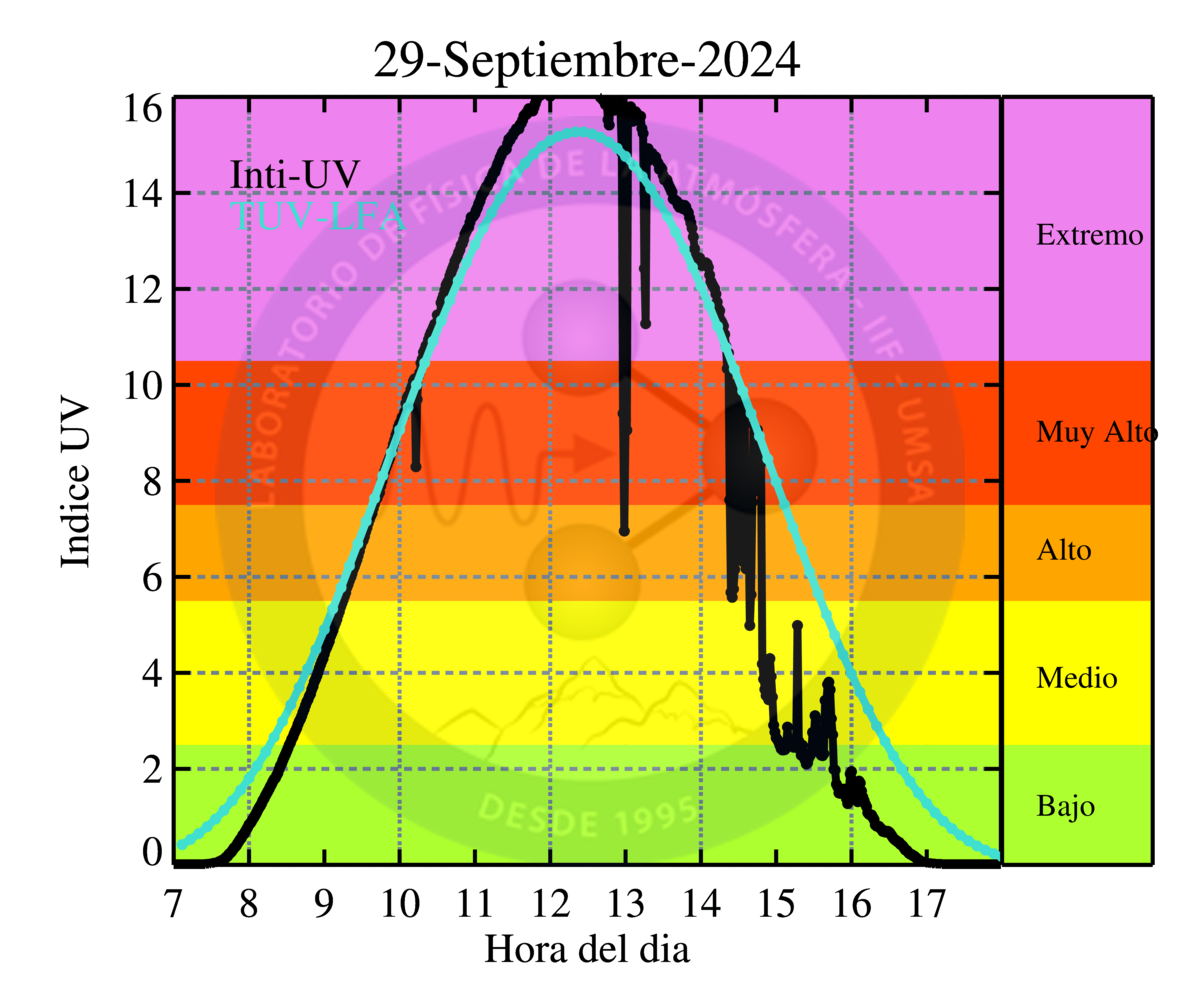 29-Septiembre-2024
Indice UV
16
14
12
10
8
6
4
2
0
Inti-UV
TUV-LFA
LABORATORIO DE FÍSICA DE LA ATMÓSFERA - IIF - UMSA
DESDE 1995
Extremo
Muy Alto
Alto
Medio
Bajo
7 8 9 10 11 12 13 14 15 16 17
Hora del dia